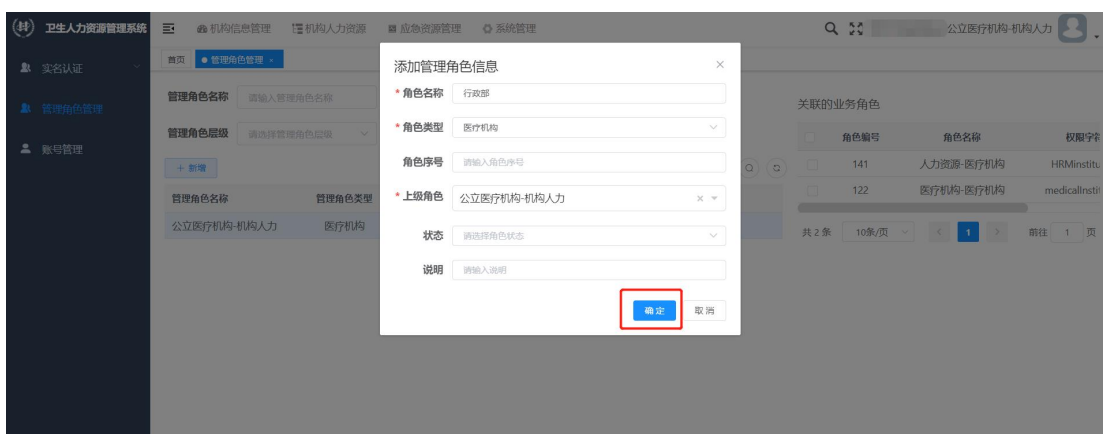 卫生人力资源管理系统 机构信息管理 机构人力资源 应急资源管理 系统管理 公立医疗机构-机构人力
实名认证
管理角色管理
账号管理
首页 管理角色管理 ×
管理角色名称 请输入管理角色名称
管理角色层级 请选择管理角色层级
+ 新增
管理角色名称 管理角色类型
公立医疗机构-机构人力 医疗机构
添加管理角色信息 ×
* 角色名称 行政部
* 角色类型 医疗机构
角色序号 请输入角色序号
* 上级角色 公立医疗机构-机构人力 ×
状态 请选择角色状态
说明 请输入说明
确定 取消
关联的业务角色
角色编号 角色名称 权限字
141 人力资源-医疗机构 HRMinstitu
122 医疗机构-医疗机构 medicalInstit
共 2 条 10条/页 < 1 > 前往 1 页